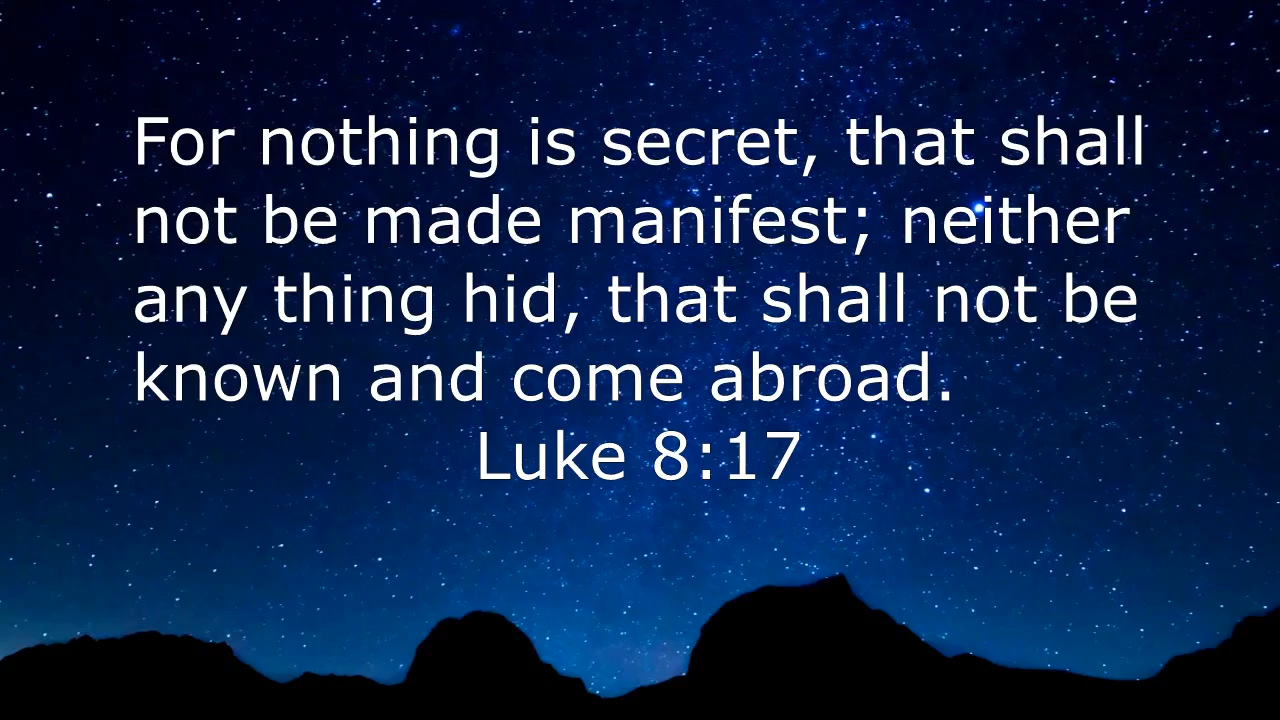 For nothing is secret, that shall
not be made manifest; neither
any thing hid, that shall not be
known and come abroad.
Luke 8:17